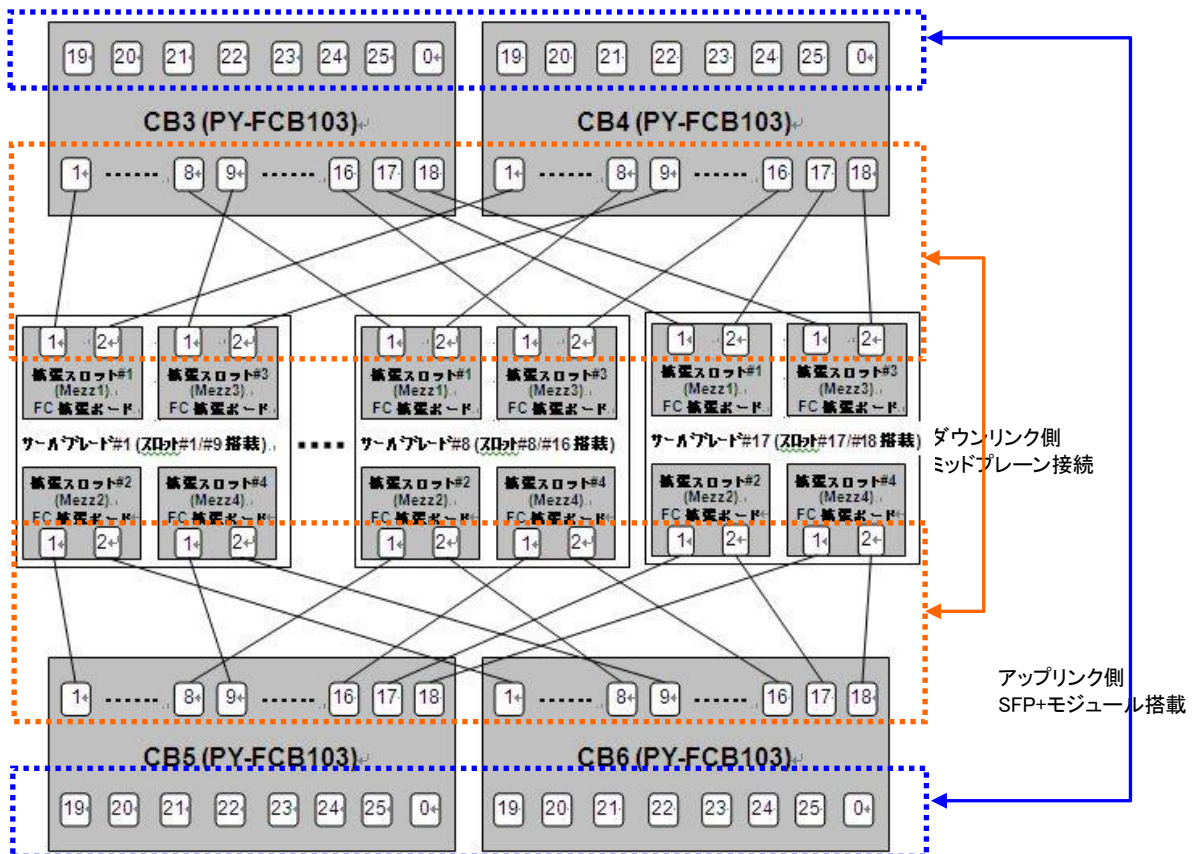 19 20 21 22 23 24 25 0 19 20 21 22 23 24 25 0
CB3 (PY-FCB103) CB4 (PY-FCB103)
1 ...... 8 9 ...... 16 17 18 1 ...... 8 9 ...... 16 17 18
1 2 1 2 1 2 1 2 1 2 1 2
拡張スロット#1 拡張スロット#3 拡張スロット#1 拡張スロット#3 拡張スロット#1 拡張スロット#3
(Mezz1) (Mezz3) (Mezz1) (Mezz3) (Mezz1) (Mezz3)
FC 拡張ボード FC 拡張ボード FC 拡張ボード FC 拡張ボード FC 拡張ボード FC 拡張ボード
サーバブレード#1 (スロット#1/#9 搭載) ・・・・ サーバブレード#8 (スロット#8/#16 搭載) サーバブレード#17 (スロット#17/#18 搭載)
ダウンリンク側
ミッドプレーン接続
拡張スロット#2 拡張スロット#4 拡張スロット#2 拡張スロット#4 拡張スロット#2 拡張スロット#4
(Mezz2) (Mezz4) (Mezz2) (Mezz4) (Mezz2) (Mezz4)
FC 拡張ボード FC 拡張ボード FC 拡張ボード FC 拡張ボード FC 拡張ボード FC 拡張ボード
1 2 1 2 1 2 1 2 1 2 1 2
アップリンク側
SFP+モジュール搭載
1 ...... 8 9 ...... 16 17 18 1 ...... 8 9 ...... 16 17 18
CB5 (PY-FCB103) CB6 (PY-FCB103)
19 20 21 22 23 24 25 0 19 20 21 22 23 24 25 0